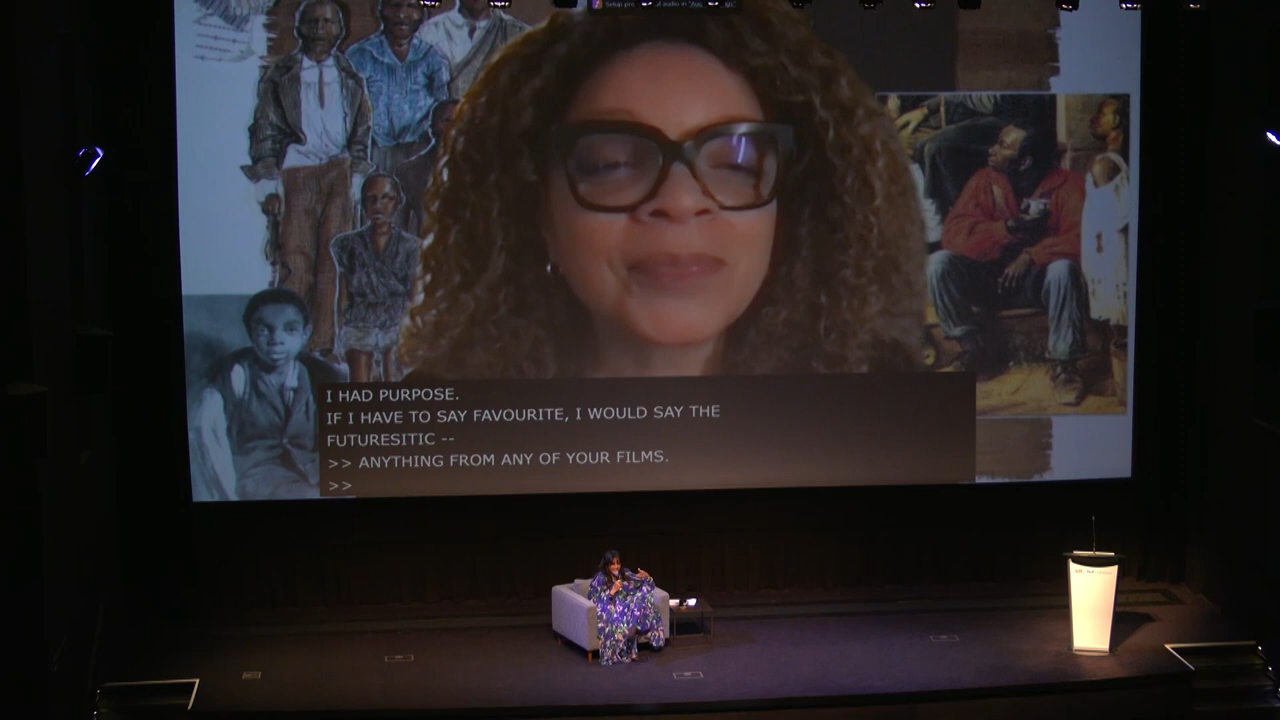 I HAD PURPOSE.
IF I HAVE TO SAY FAVOURITE, I WOULD SAY THE
FUTURESITIC --
>> ANYTHING FROM ANY OF YOUR FILMS.
>>